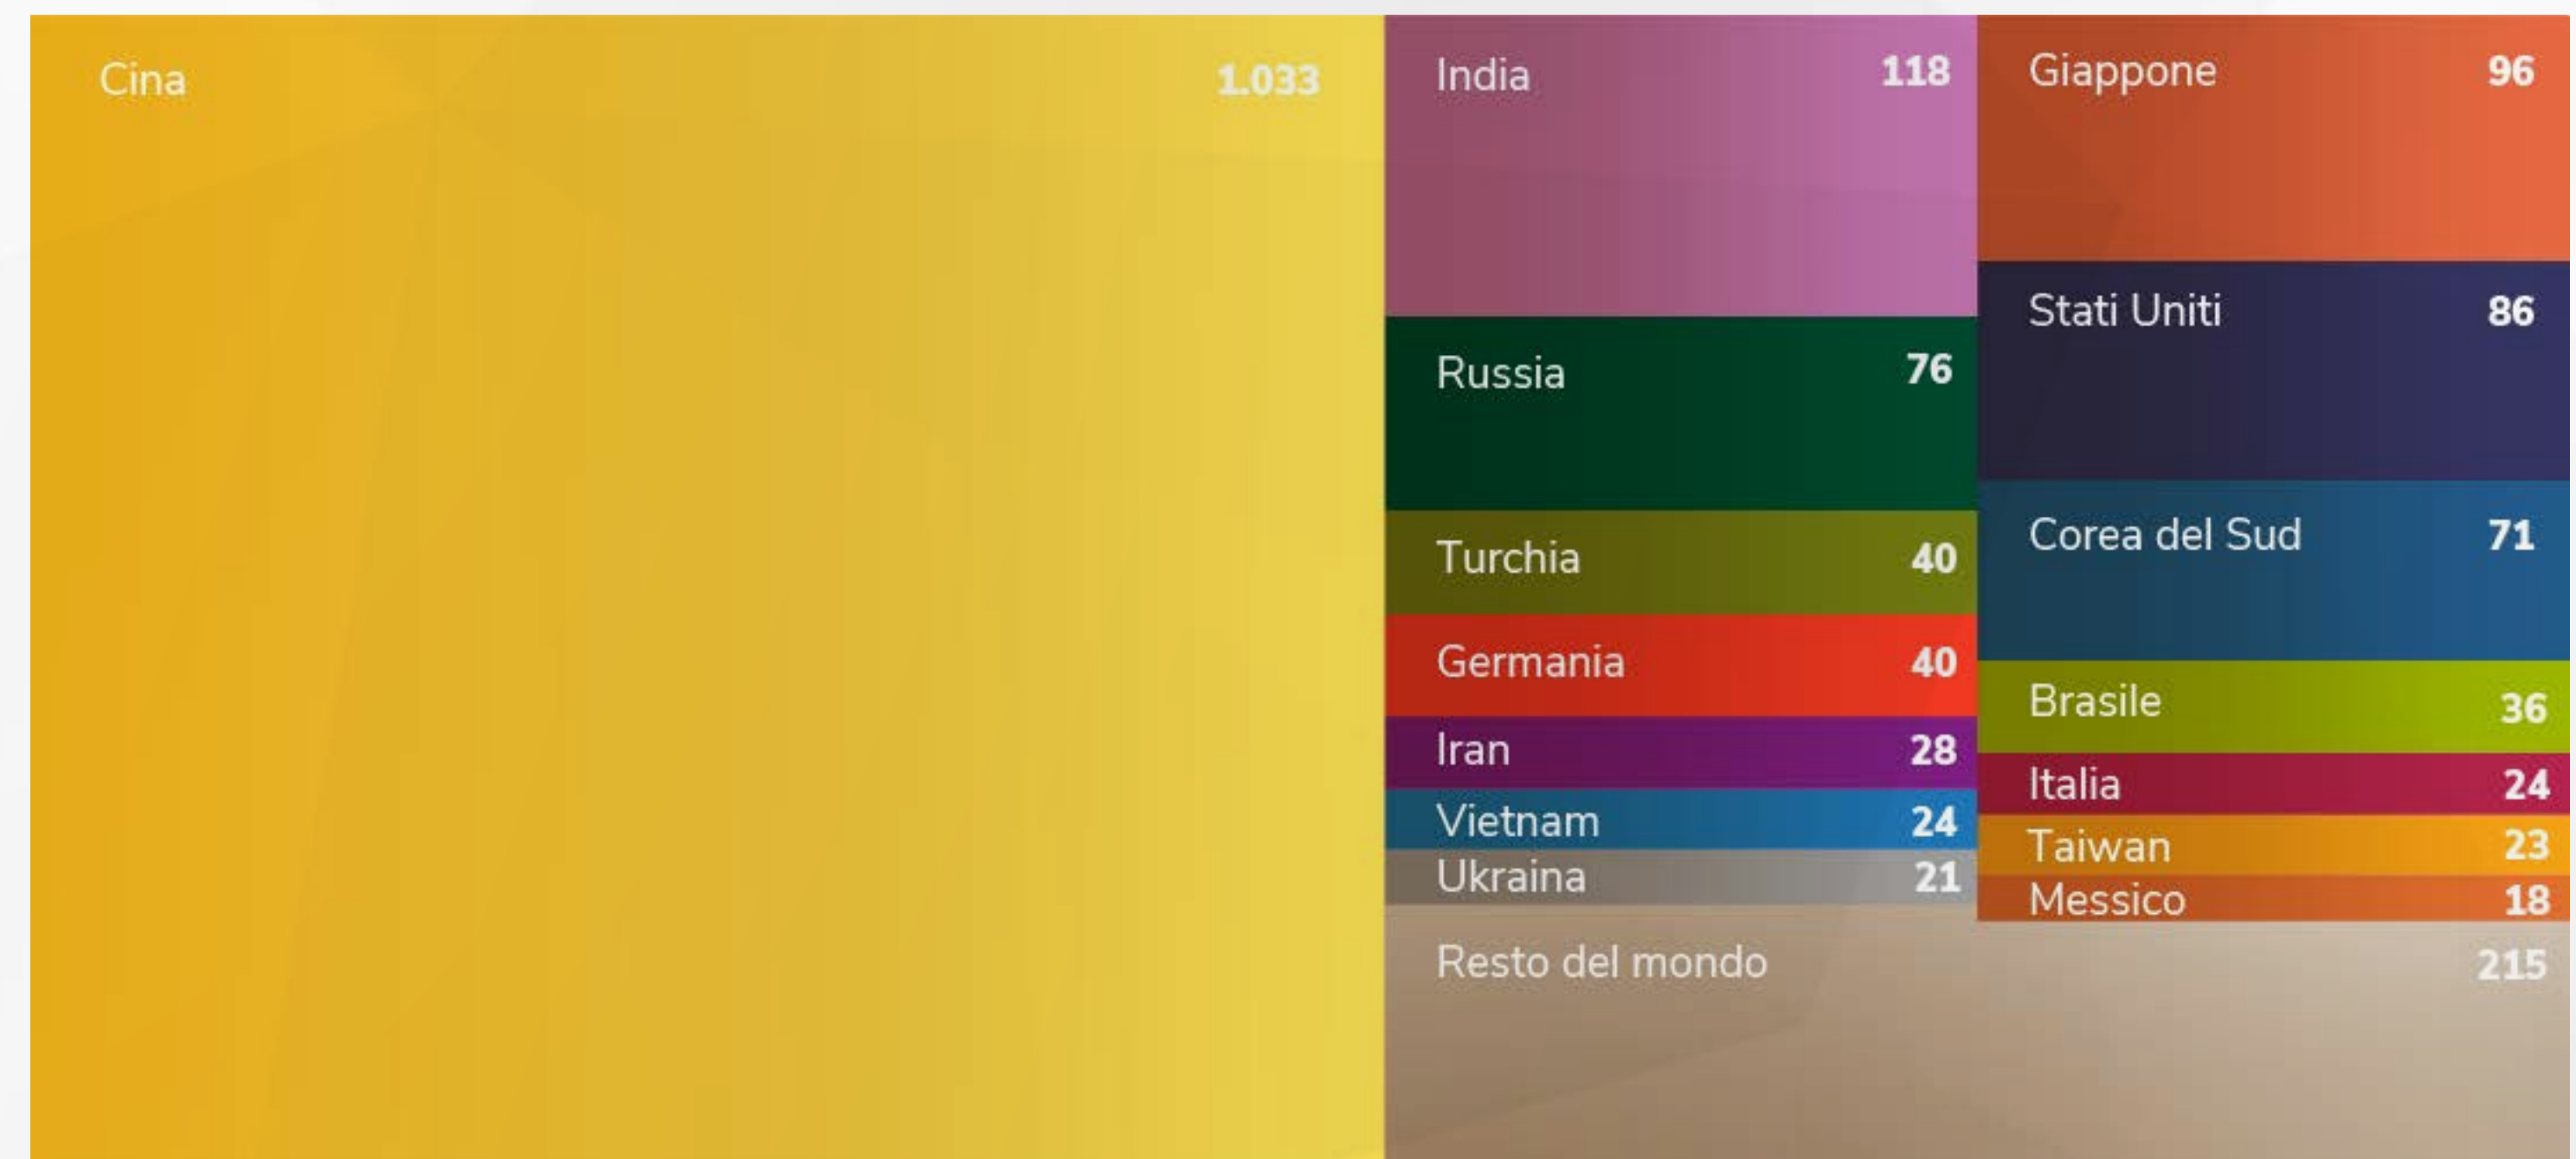 Cina 1.033
India 118
Russia 76
Turchia 40
Germania 40
Iran 28
Vietnam 24
Ukraina 21
Giappone 96
Stati Uniti 86
Corea del Sud 71
Brasile 36
Italia 24
Taiwan 23
Messico 18
Resto del mondo 215